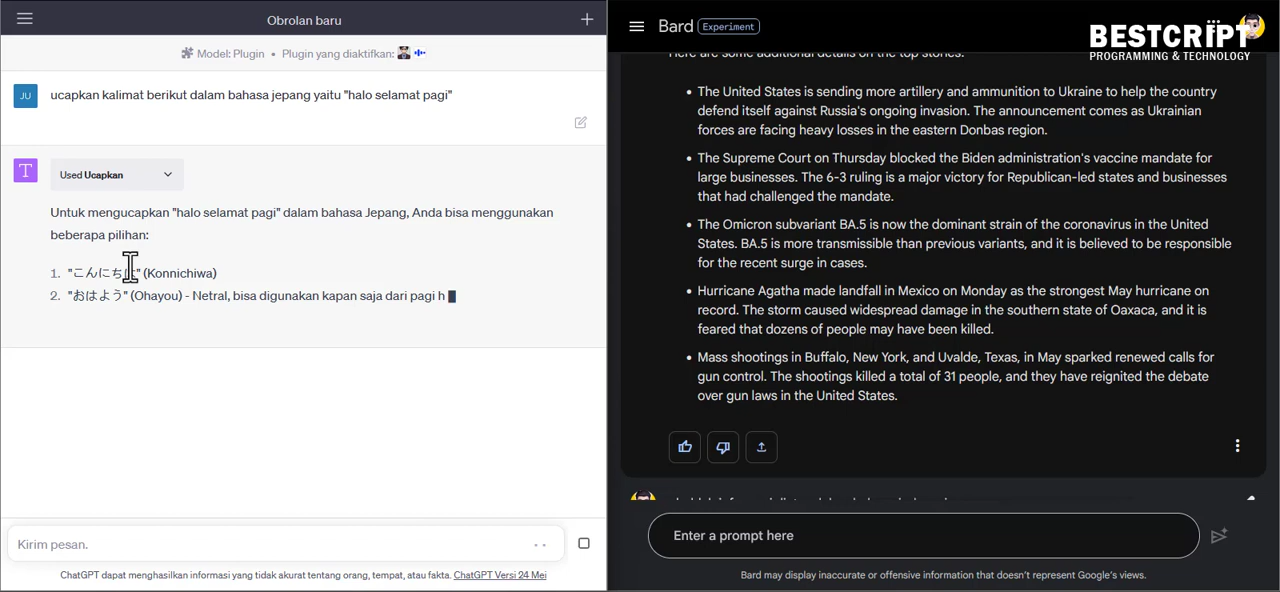 Obrolan baru
Model: Plugin • Plugin yang diaktifkan:
JU
ucapkan kalimat berikut dalam bahasa jepang yaitu "halo selamat pagi"
T
Used Ucapkan
Untuk mengucapkan "halo selamat pagi" dalam bahasa Jepang, Anda bisa menggunakan
beberapa pilihan:
1. "こんにちは" (Konnichiwa)
2. "おはよう" (Ohayou) - Netral, bisa digunakan kapan saja dari pagi h
Kirim pesan.
ChatGPT dapat menghasilkan informasi yang tidak akurat tentang orang, tempat, atau fakta. ChatGPT Versi 24 Mei
Bard Experiment
BESTCRIPT
PROGRAMMING & TECHNOLOGY
Here are some additional details on the top stories:
• The United States is sending more artillery and ammunition to Ukraine to help the country
defend itself against Russia's ongoing invasion. The announcement comes as Ukrainian
forces are facing heavy losses in the eastern Donbas region.
• The Supreme Court on Thursday blocked the Biden administration's vaccine mandate for
large businesses. The 6-3 ruling is a major victory for Republican-led states and businesses
that had challenged the mandate.
• The Omicron subvariant BA.5 is now the dominant strain of the coronavirus in the United
States. BA.5 is more transmissible than previous variants, and it is believed to be responsible
for the recent surge in cases.
• Hurricane Agatha made landfall in Mexico on Monday as the strongest May hurricane on
record. The storm caused widespread damage in the southern state of Oaxaca, and it is
feared that dozens of people may have been killed.
• Mass shootings in Buffalo, New York, and Uvalde, Texas, in May sparked renewed calls for
gun control. The shootings killed a total of 31 people, and they have reignited the debate
over gun laws in the United States.
Enter a prompt here
Bard may display inaccurate or offensive information that doesn't represent Google's views.